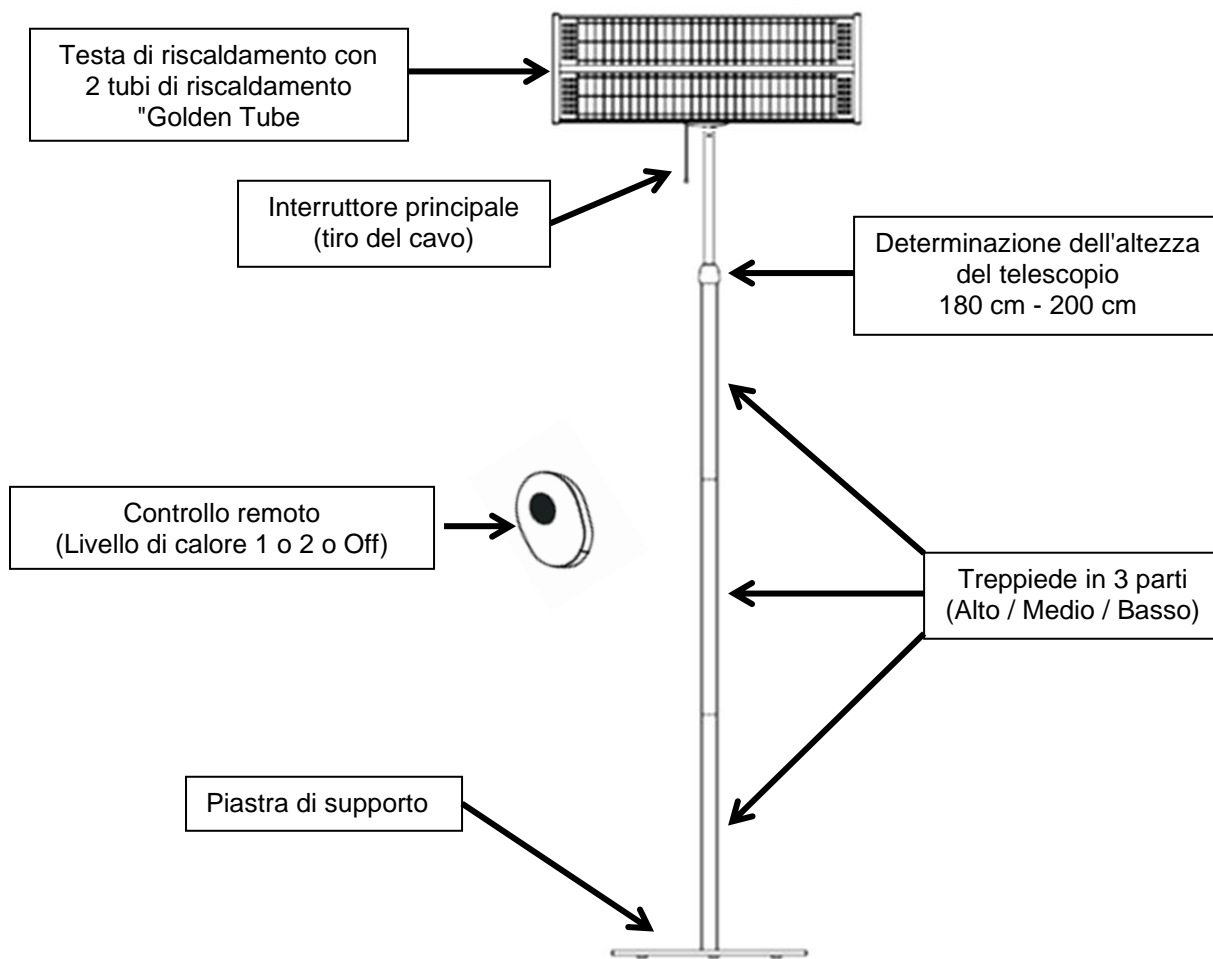 Testa di riscaldamento con
2 tubi di riscaldamento
"Golden Tube
Interruttore principale
(tiro del cavo)
Determinazione dell'altezza
del telescopio
180 cm - 200 cm
Controllo remoto
(Livello di calore 1 o 2 o Off)
Treppiede in 3 parti
(Alto / Medio / Basso)
Piastra di supporto